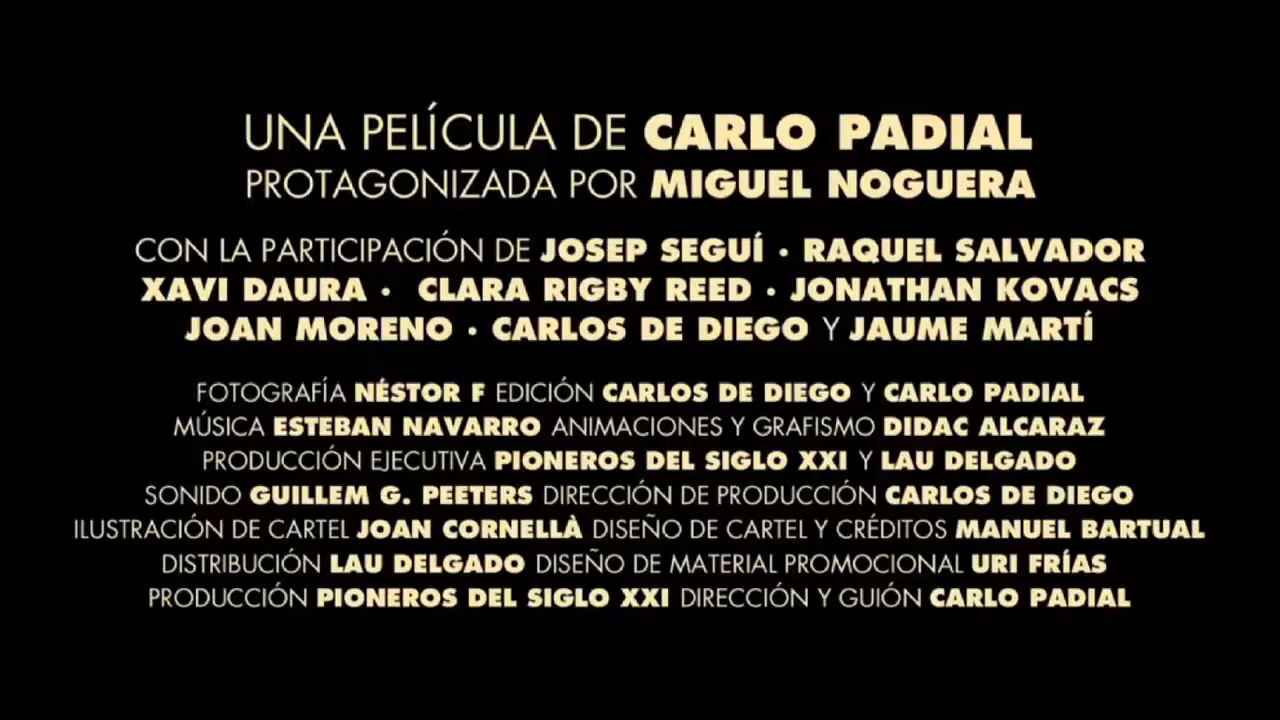 UNA PELÍCULA DE CARLO PADIAL
PROTAGONIZADA POR MIGUEL NOGUERA
CON LA PARTICIPACIÓN DE JOSEP SEGUÍ · RAQUEL SALVADOR
XAVI DAURA · CLARA RIGBY REED · JONATHAN KOVACS
JOAN MORENO · CARLOS DE DIEGO Y JAUME MARTÍ
FOTOGRAFÍA NÉSTOR F EDICIÓN CARLOS DE DIEGO Y CARLO PADIAL
MÚSICA ESTEBAN NAVARRO ANIMACIONES Y GRAFISMO DIDAC ALCARAZ
PRODUCCIÓN EJECUTIVA PIONEROS DEL SIGLO XXI Y LAU DELGADO
SONIDO GUILLEM G. PEETERS DIRECCIÓN DE PRODUCCIÓN CARLOS DE DIEGO
ILUSTRACIÓN DE CARTEL JOAN CORNELLÀ DISEÑO DE CARTEL Y CRÉDITOS MANUEL BARTUAL
DISTRIBUCIÓN LAU DELGADO DISEÑO DE MATERIAL PROMOCIONAL URI FRÍAS
PRODUCCIÓN PIONEROS DEL SIGLO XXI DIRECCIÓN Y GUIÓN CARLO PADIAL